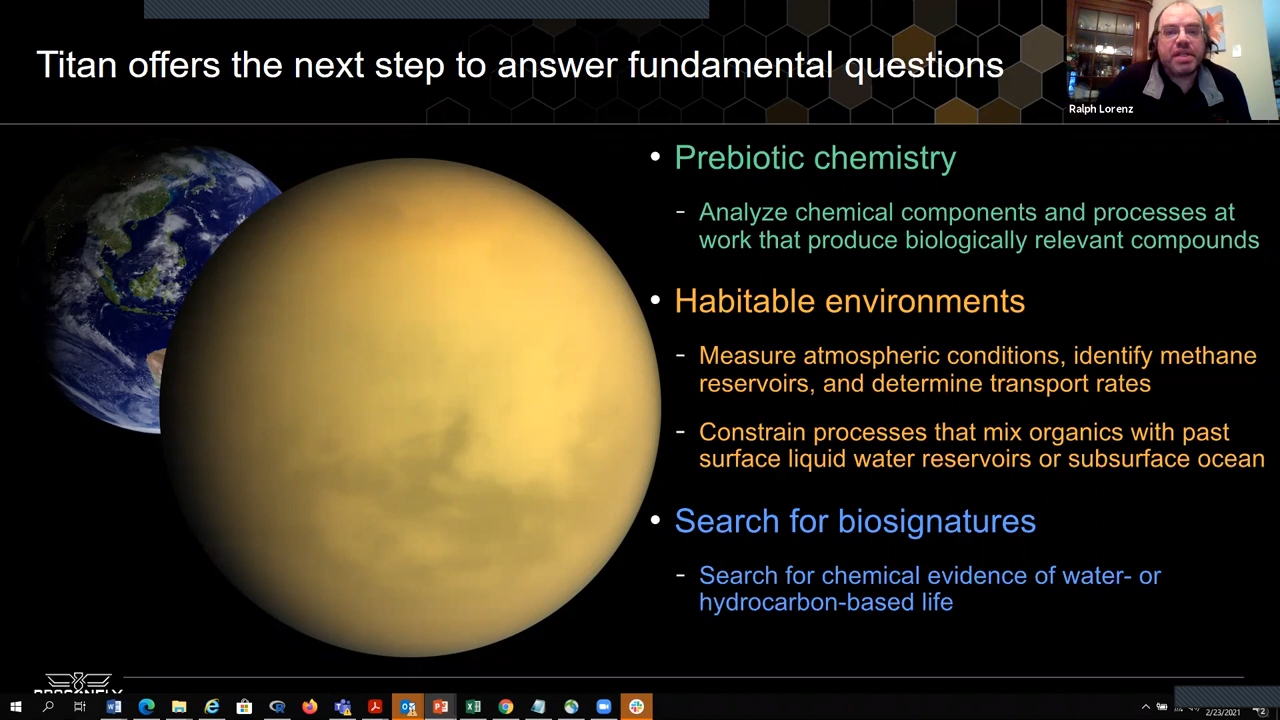 Titan offers the next step to answer fundamental questions
Ralph Lorenz
• Prebiotic chemistry
- Analyze chemical components and processes at
work that produce biologically relevant compounds
• Habitable environments
- Measure atmospheric conditions, identify methane
reservoirs, and determine transport rates
- Constrain processes that mix organics with past
surface liquid water reservoirs or subsurface ocean
• Search for biosignatures
- Search for chemical evidence of water- or
hydrocarbon-based life
DRAGONFLY
2/23/2021